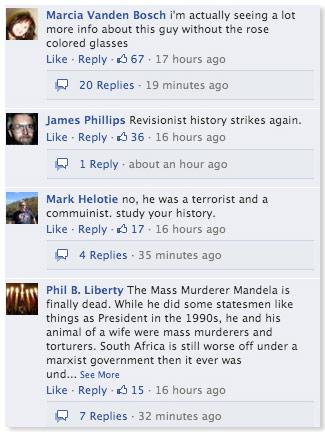 Marcia Vanden Bosch i'm actually seeing a lot
more info about this guy without the rose
colored glasses
Like · Reply · 67 · 17 hours ago
20 Replies · 19 minutes ago
James Phillips Revisionist history strikes again.
Like · Reply · 36 · 16 hours ago
1 Reply · about an hour ago
Mark Helotie no, he was a terrorist and a
commuinist. study your history.
Like · Reply · 17 · 16 hours ago
4 Replies · 35 minutes ago
Phil B. Liberty The Mass Murderer Mandela is
finally dead. While he did some statesmen like
things as President in the 1990s, he and his
animal of a wife were mass murderers and
torturers. South Africa is still worse off under a
marxist government then it ever was
und... See More
Like · Reply · 15 · 16 hours ago
7 Replies · 32 minutes ago